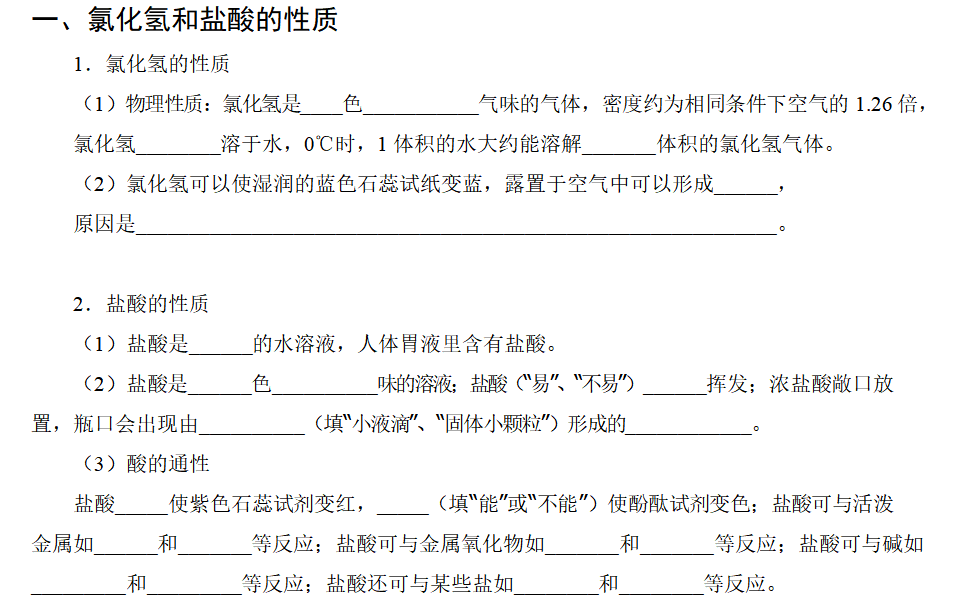 一、氯化氢和盐酸的性质
1．氯化氢的性质
（1）物理性质：氯化氢是____色___________气味的气体，密度约为相同条件下空气的 1.26 倍，
氯化氢________溶于水，0℃时，1 体积的水大约能溶解_______体积的氯化氢气体。
（2）氯化氢可以使湿润的蓝色石蕊试纸变蓝，露置于空气中可以形成______，
原因是_____________________________________________________________。
2．盐酸的性质
（1）盐酸是______的水溶液，人体胃液里含有盐酸。
（2）盐酸是______色__________味的溶液；盐酸（“易”、“不易”）______挥发；浓盐酸敞口放
置，瓶口会出现由__________（填“小液滴”、“固体小颗粒”）形成的____________。
（3）酸的通性
盐酸_____使紫色石蕊试剂变红，_____（填“能”或“不能”）使酚酞试剂变色；盐酸可与活泼
金属如______和_______等反应；盐酸可与金属氧化物如_______和_______等反应；盐酸可与碱如
_________和_________等反应；盐酸还可与某些盐如________和________等反应。